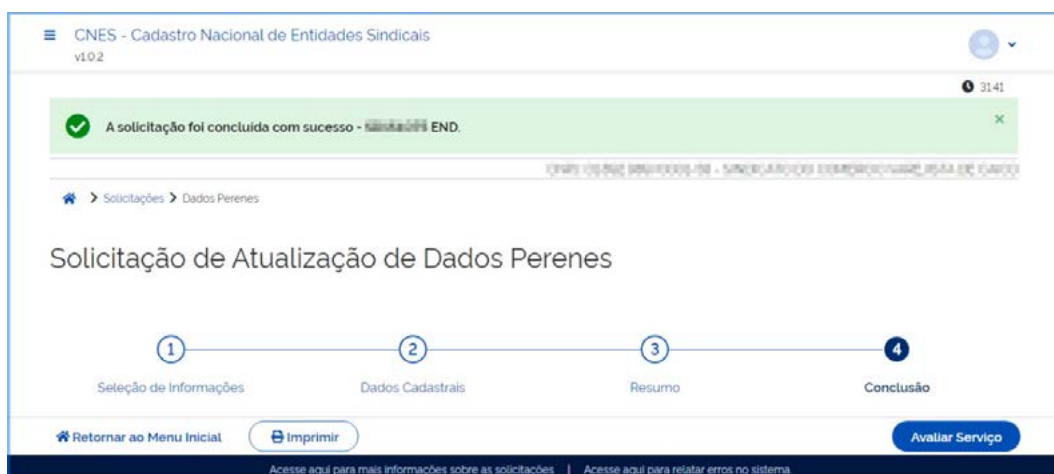 CNES - Cadastro Nacional de Entidades Sindicais
v1.0.2
31:41
A solicitação foi concluída com sucesso - END.
Solicitações > Dados Perenes
Solicitação de Atualização de Dados Perenes
1 2 3 4
Seleção de Informações Dados Cadastrais Resumo Conclusão
Retornar ao Menu Inicial Imprimir Avaliar Serviço
Acesse aqui para mais informações sobre as solicitações | Acesse aqui para relatar erros no sistema